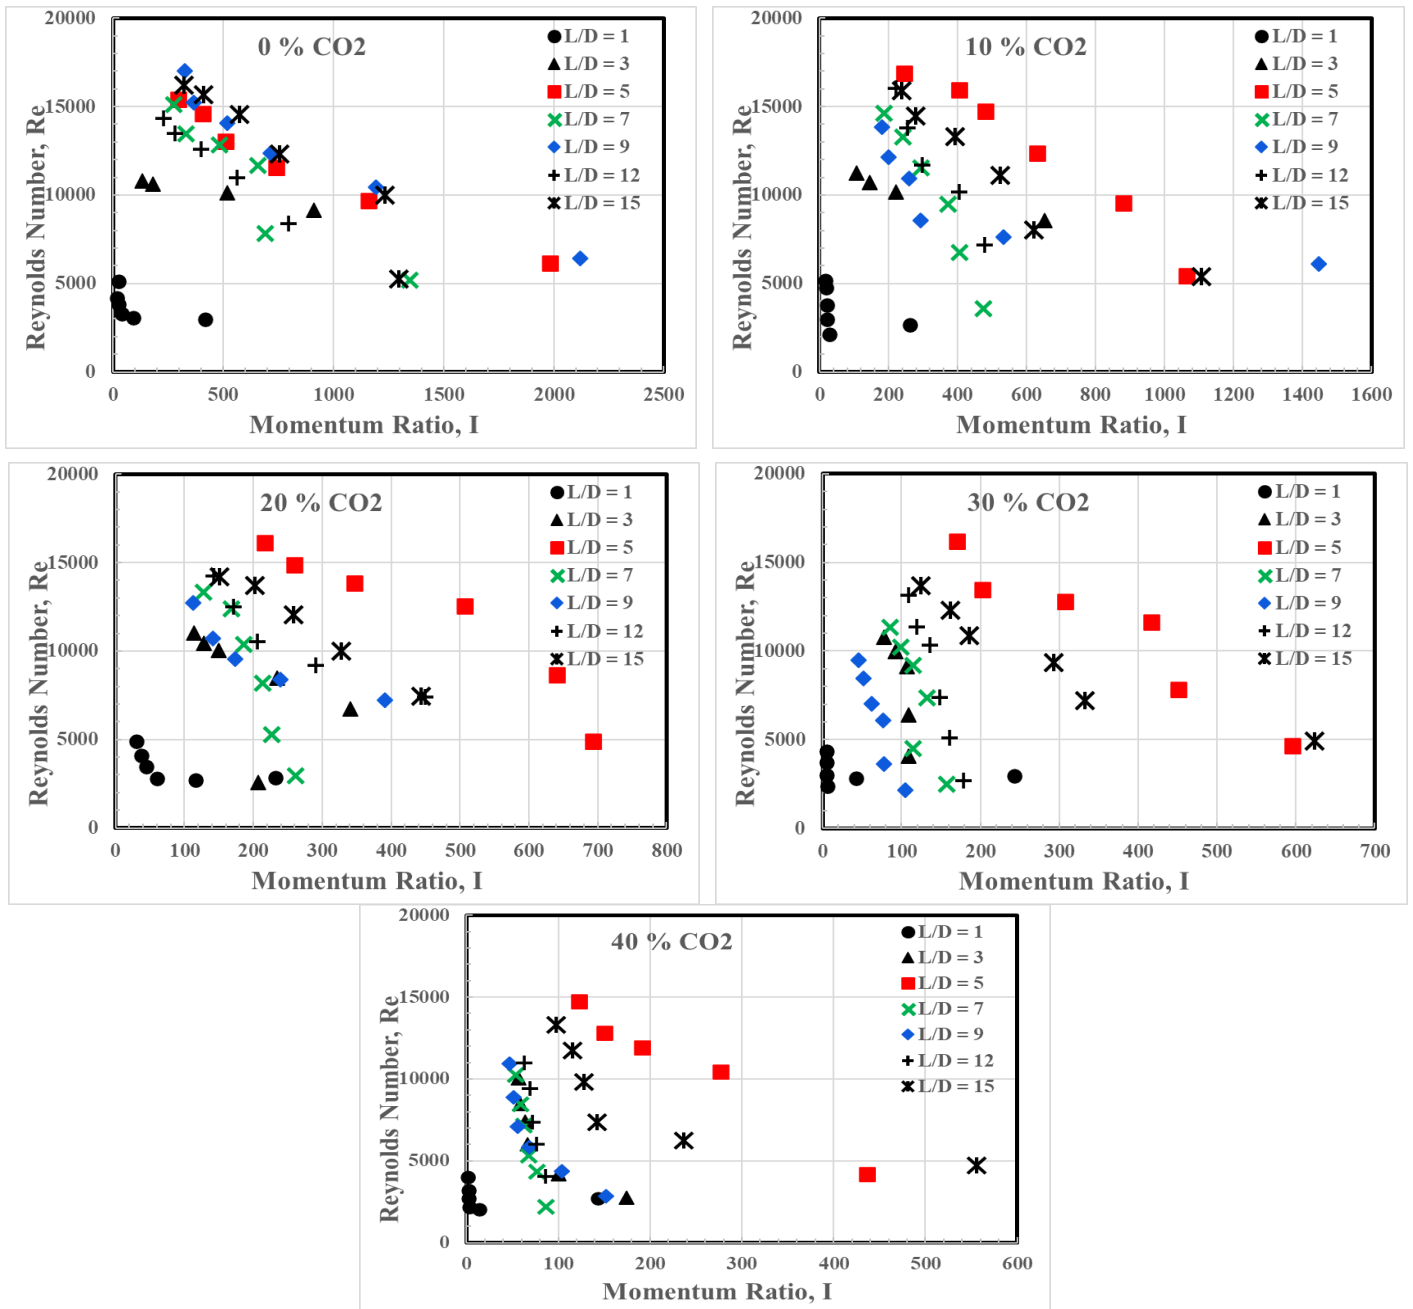 0 % CO2
20000
15000
10000
5000
0
Reynolds Number, Re
L/D = 1
L/D = 3
L/D = 5
L/D = 7
L/D = 9
L/D = 12
L/D = 15
0 500 1000 1500 2000 2500
Momentum Ratio, I
10 % CO2
20000
15000
10000
5000
0
Reynolds Number, Re
L/D = 1
L/D = 3
L/D = 5
L/D = 7
L/D = 9
L/D = 12
L/D = 15
0 200 400 600 800 1000 1200 1400 1600
Momentum Ratio, I
20 % CO2
20000
15000
10000
5000
0
Reynolds Number, Re
L/D = 1
L/D = 3
L/D = 5
L/D = 7
L/D = 9
L/D = 12
L/D = 15
0 100 200 300 400 500 600 700 800
Momentum Ratio, I
30 % CO2
20000
15000
10000
5000
0
Reynolds Number, Re
L/D = 1
L/D = 3
L/D = 5
L/D = 7
L/D = 9
L/D = 12
L/D = 15
0 100 200 300 400 500 600 700
Momentum Ratio, I
40 % CO2
20000
15000
10000
5000
0
Reynolds Number, Re
L/D = 1
L/D = 3
L/D = 5
L/D = 7
L/D = 9
L/D = 12
L/D = 15
0 100 200 300 400 500 600
Momentum Ratio, I